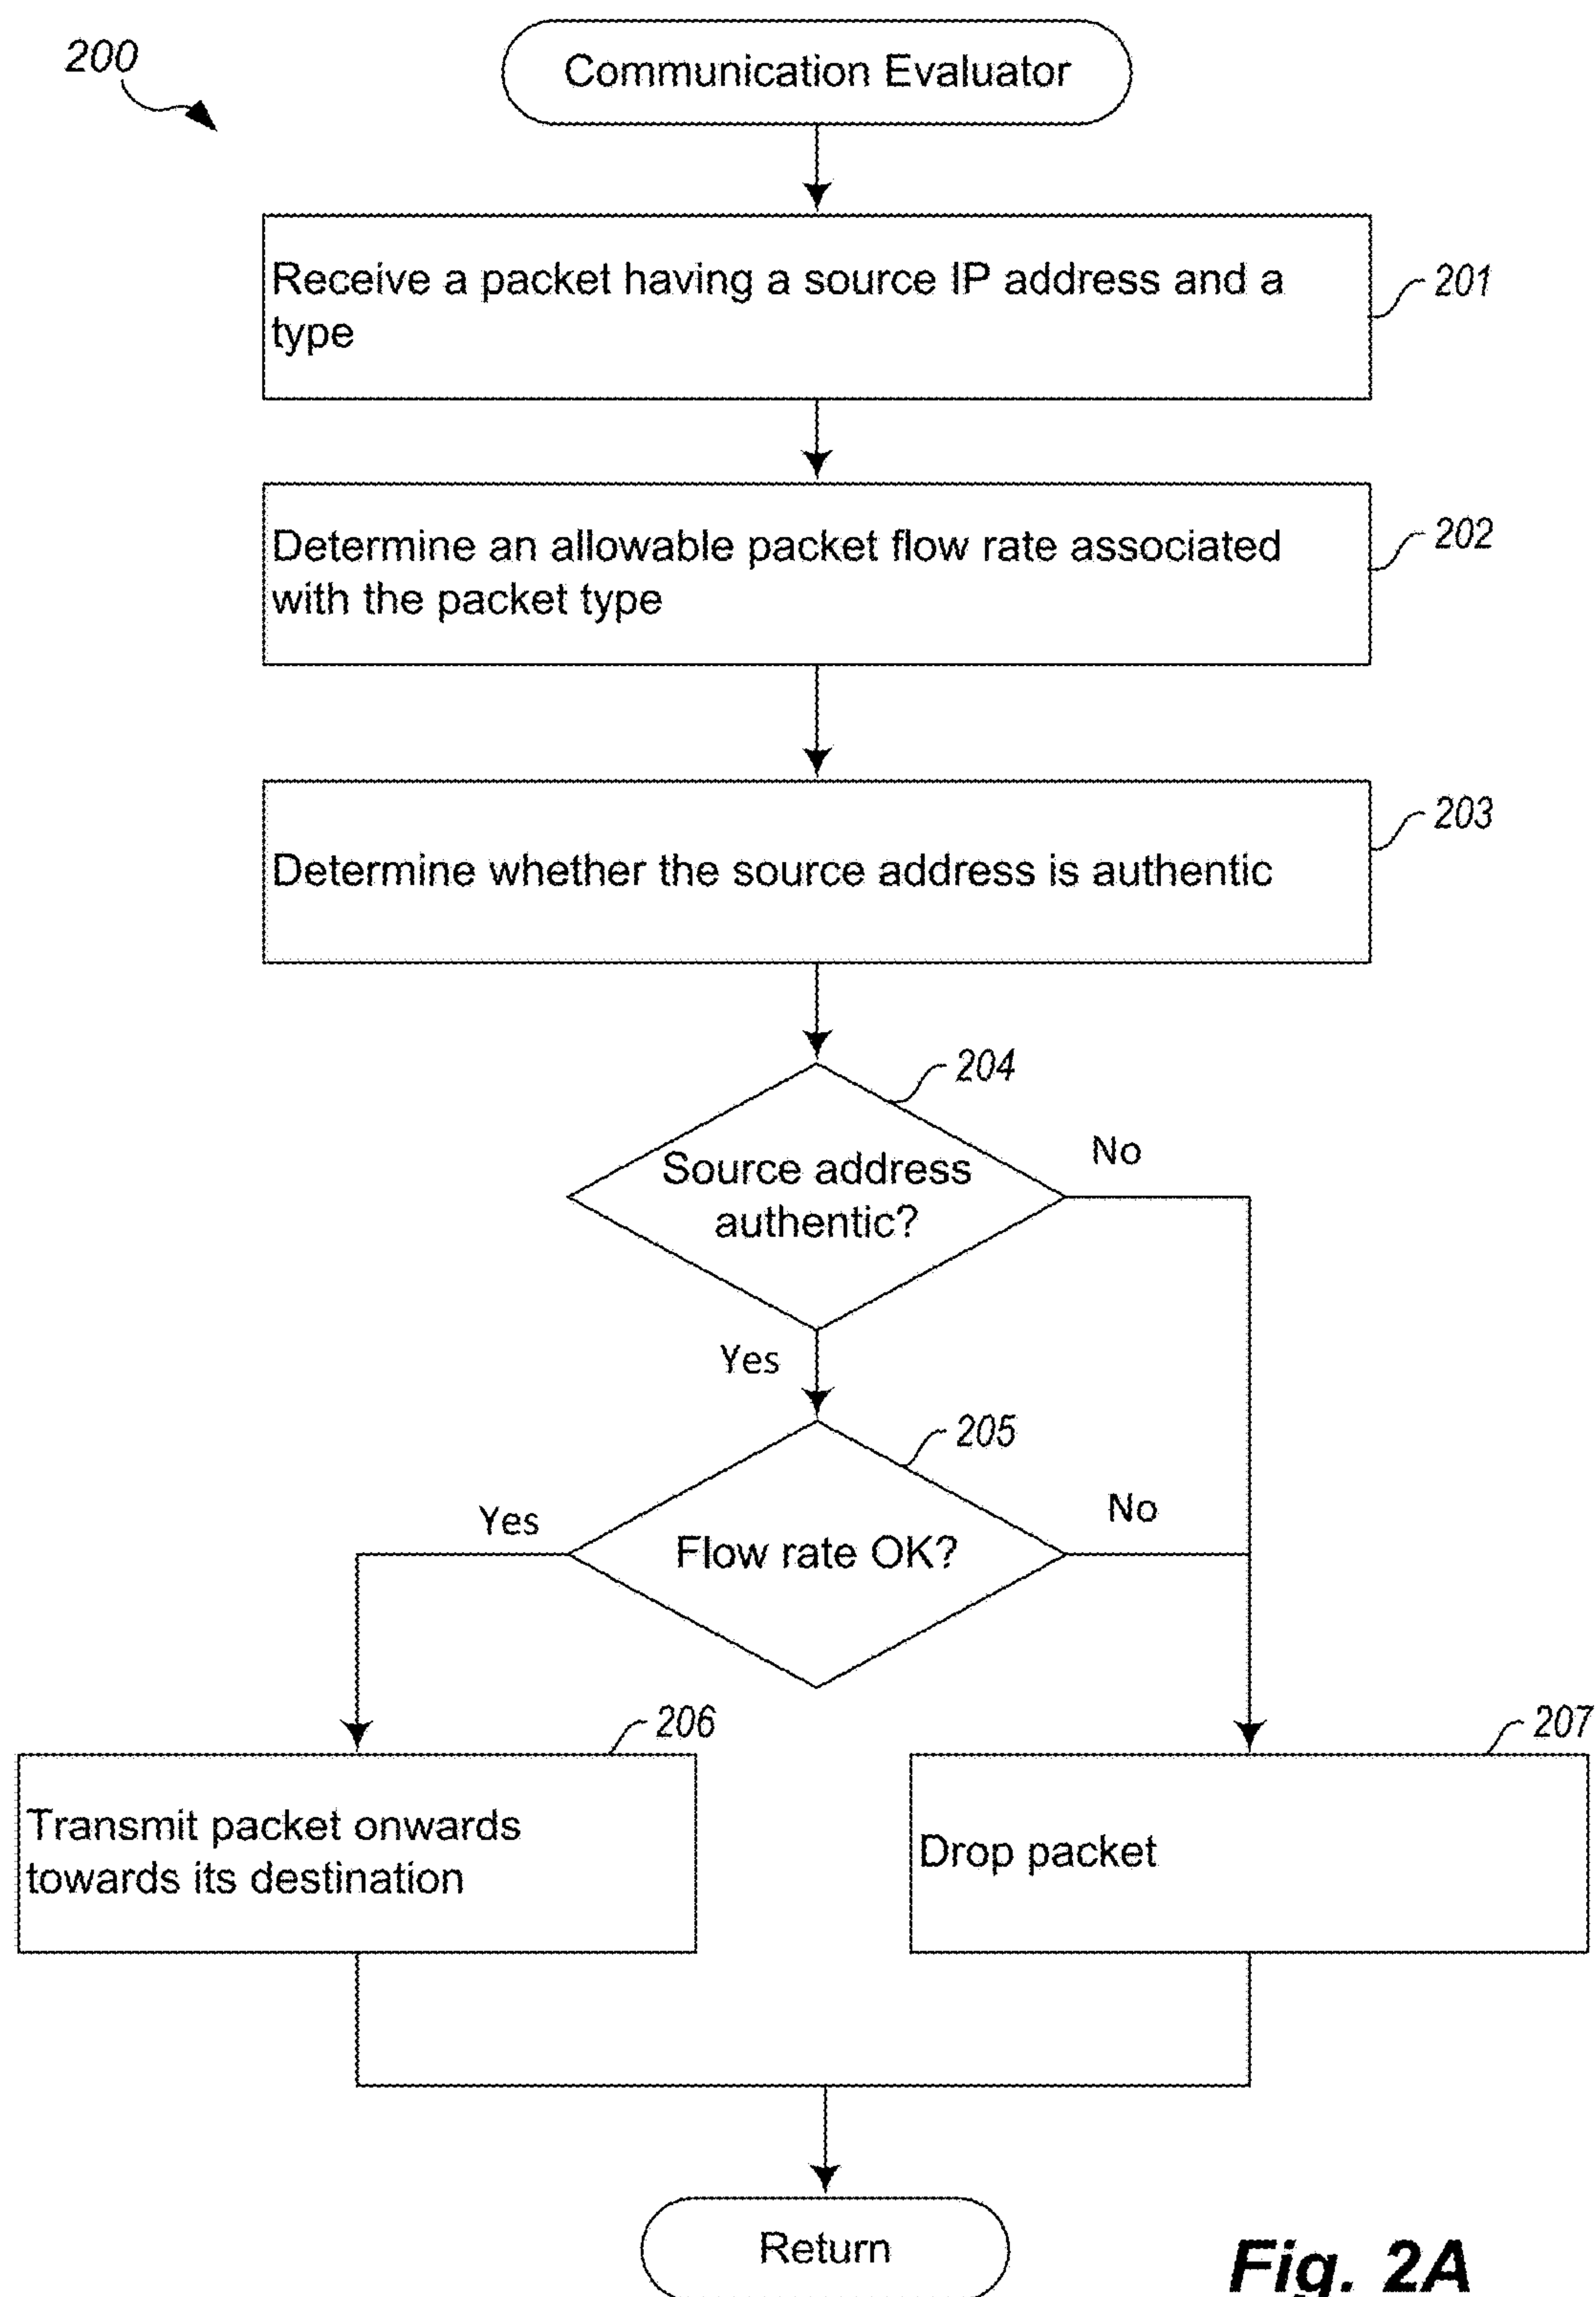 200
Communication Evaluator
Receive a packet having a source IP address and a
type
201
Determine an allowable packet flow rate associated
with the packet type
202
Determine whether the source address is authentic
203
204
Source address
authentic?
No
Yes
205
Flow rate OK?
Yes
No
206
Transmit packet onwards
towards its destination
207
Drop packet
Return
Fig. 2A